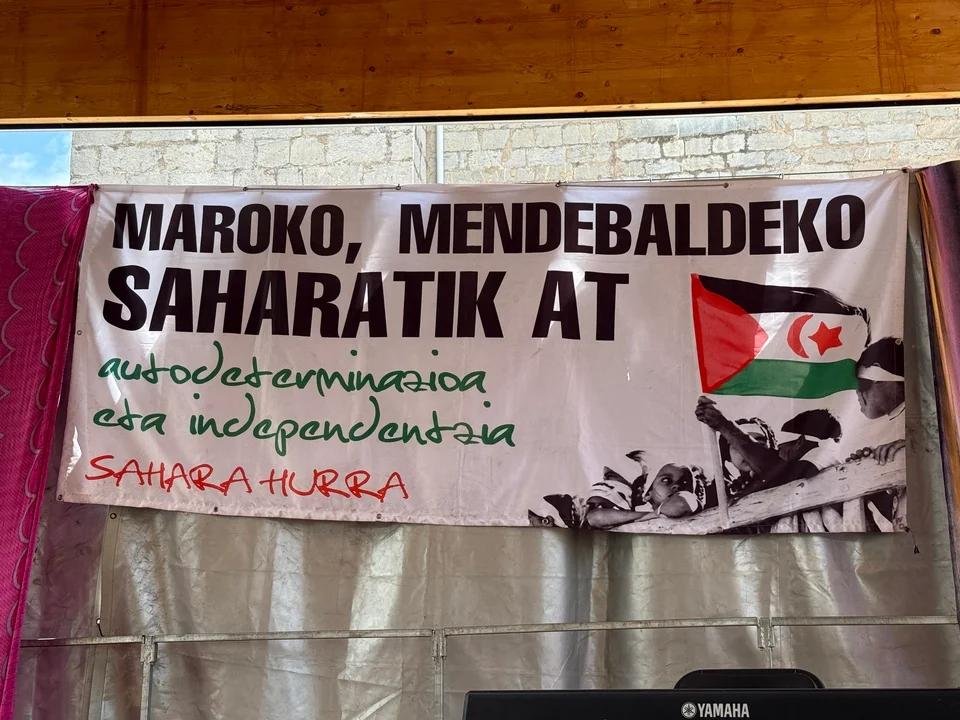 MAROKO, MENDEBALDEKO
SAHARATIK AT
autodeterminazioa
eta independentzia
SAHARA HURRA
YAMAHA